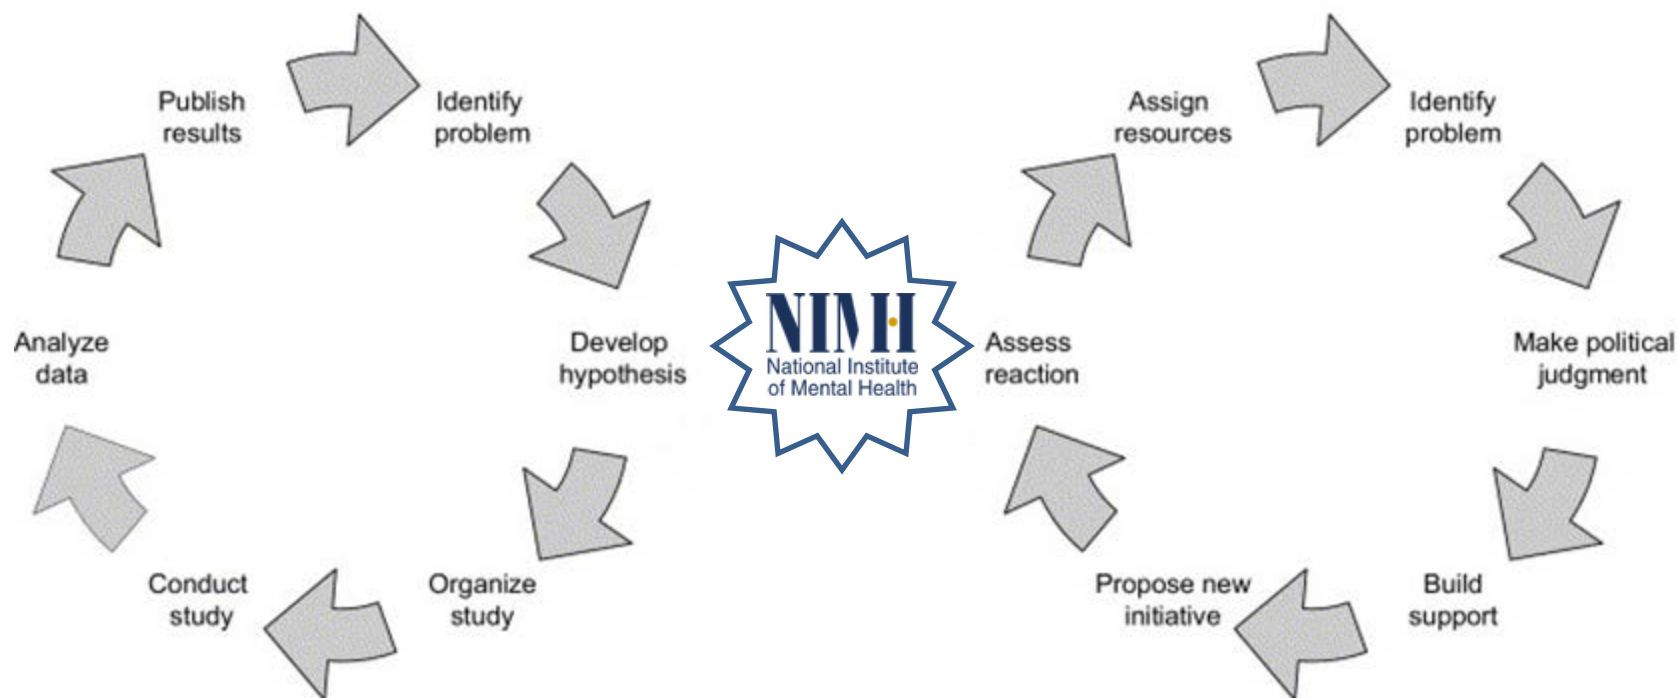 Publish
results
Identify
problem
Develop
hypothesis
Organize
study
Conduct
study
Analyze
data
NIMH
National Institute
of Mental Health
Assign
resources
Identify
problem
Make political
judgment
Build
support
Propose new
initiative
Assess
reaction